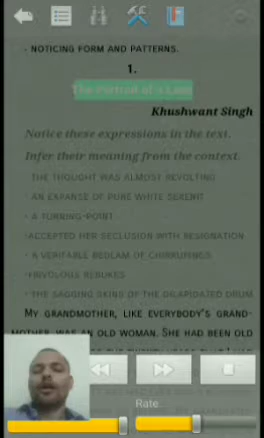 · NOTICING FORM AND PATTERNS.
1.
The Portrait of a Lady
Khushwant Singh
Notice these expressions in the text.
Infer their meaning from the context.
· THE THOUGHT WAS ALMOST REVOLTING
AN EXPANSE OF PURE WHITE SERENITY
· A TURNING-POINT
·ACCEPTED HER SECLUSION WITH RESIGNATION
· A VERITABLE BEDLAM OF CHIRRUPINGS
·FRIVOLOUS REBUKES
· THE SAGGING SKINS OF THE DILAPIDATED DRUM
MY GRANDMOTHER, LIKE EVERYBODY'S GRAND-
MOTHER, WAS AN OLD WOMAN. SHE HAD BEEN OLD
Rate